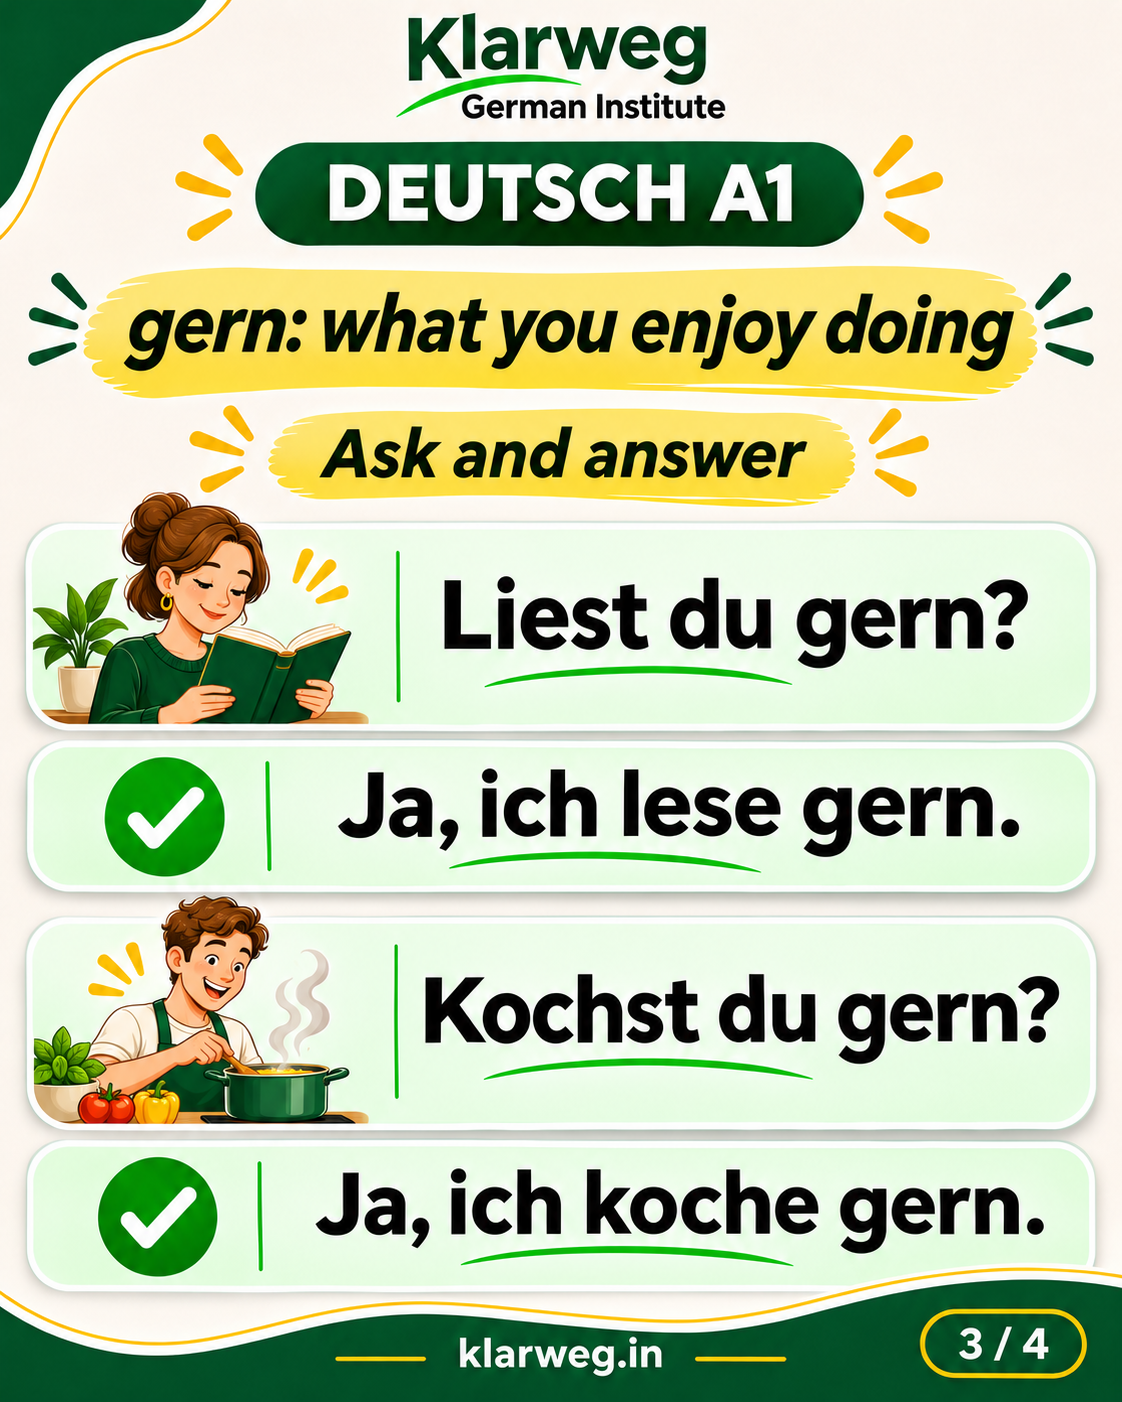 Klarweg
German Institute
DEUTSCH A1
gern: what you enjoy doing
Ask and answer
Liest du gern?
Ja, ich lese gern.
Kochst du gern?
Ja, ich koche gern.
klarweg.in
3 / 4